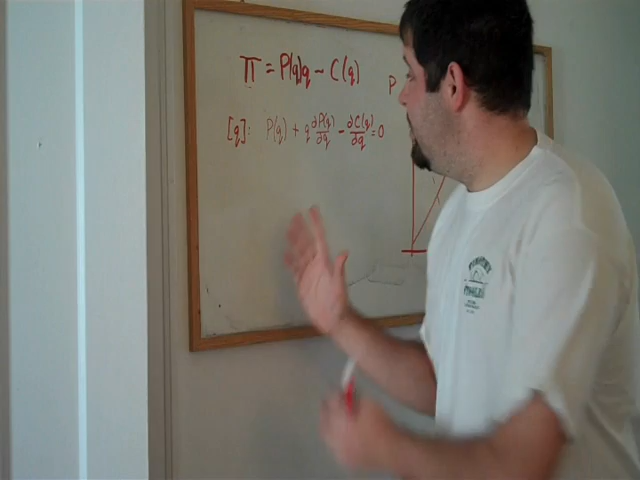 Π = P(q)q - C(q)
P
[q]: P(q) + q ∂P(q)/∂q - ∂C(q)/∂q = 0